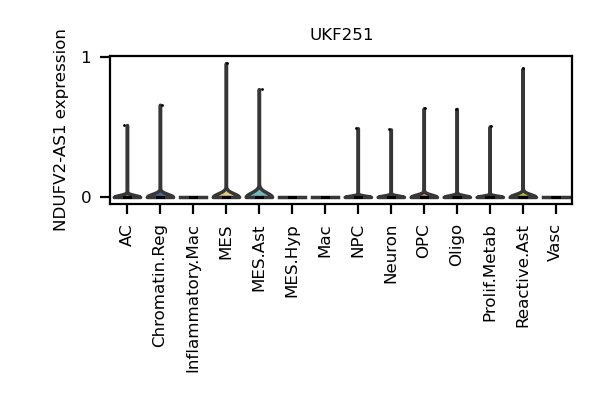 UKF251
NDUFV2-AS1 expression
1
0
AC
Chromatin.Reg
Inflammatory.Mac
MES
MES.Ast
MES.Hyp
Mac
NPC
Neuron
OPC
Oligo
Prolif.Metab
Reactive.Ast
Vasc